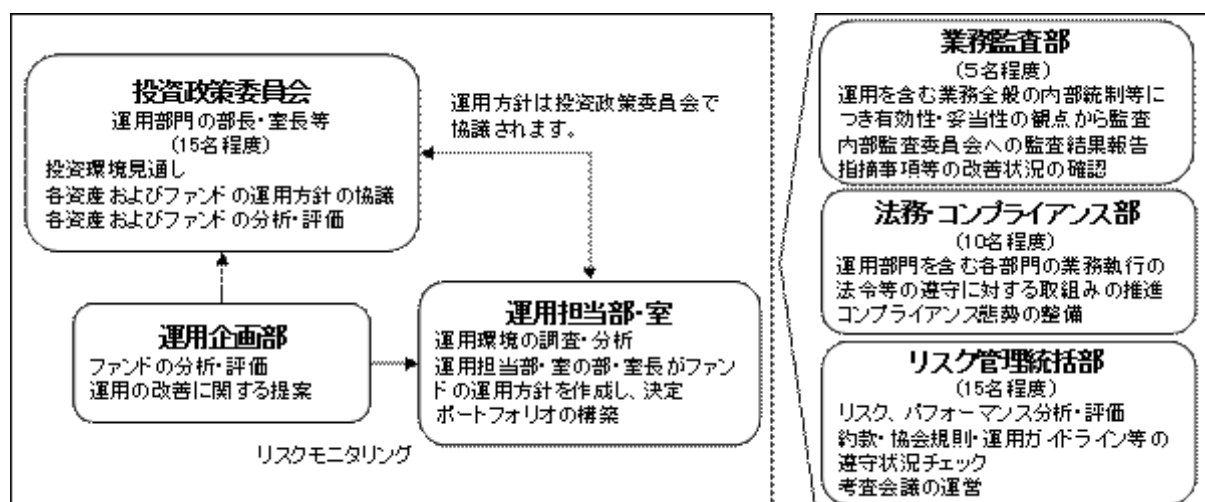 投資政策委員会
運用部門の部長・室長等
(15名程度)
投資環境見通し
各資産およびファンドの運用方針の協議
各資産およびファンドの分析・評価
運用方針は投資政策委員会で
協議されます。
運用企画部
ファンドの分析・評価
運用の改善に関する提案
運用担当部・室
運用環境の調査・分析
運用担当部・室の部・室長がファン
ドの運用方針を作成し、決定
ポートフォリオの構築
リスクモニタリング
業務監査部
(5名程度)
運用を含む業務全般の内部統制等に
つき有効性・妥当性の観点から監査
内部監査委員会への監査結果報告
指摘事項等の改善状況の確認
法務・コンプライアンス部
(10名程度)
運用部門を含む各部門の業務執行の
法令等の遵守に対する取組みの推進
コンプライアンス態勢の整備
リスク管理統括部
(15名程度)
リスク、パフォーマンス分析・評価
約款・協会規則・運用ガイドライン等の
遵守状況チェック
考査会議の運営